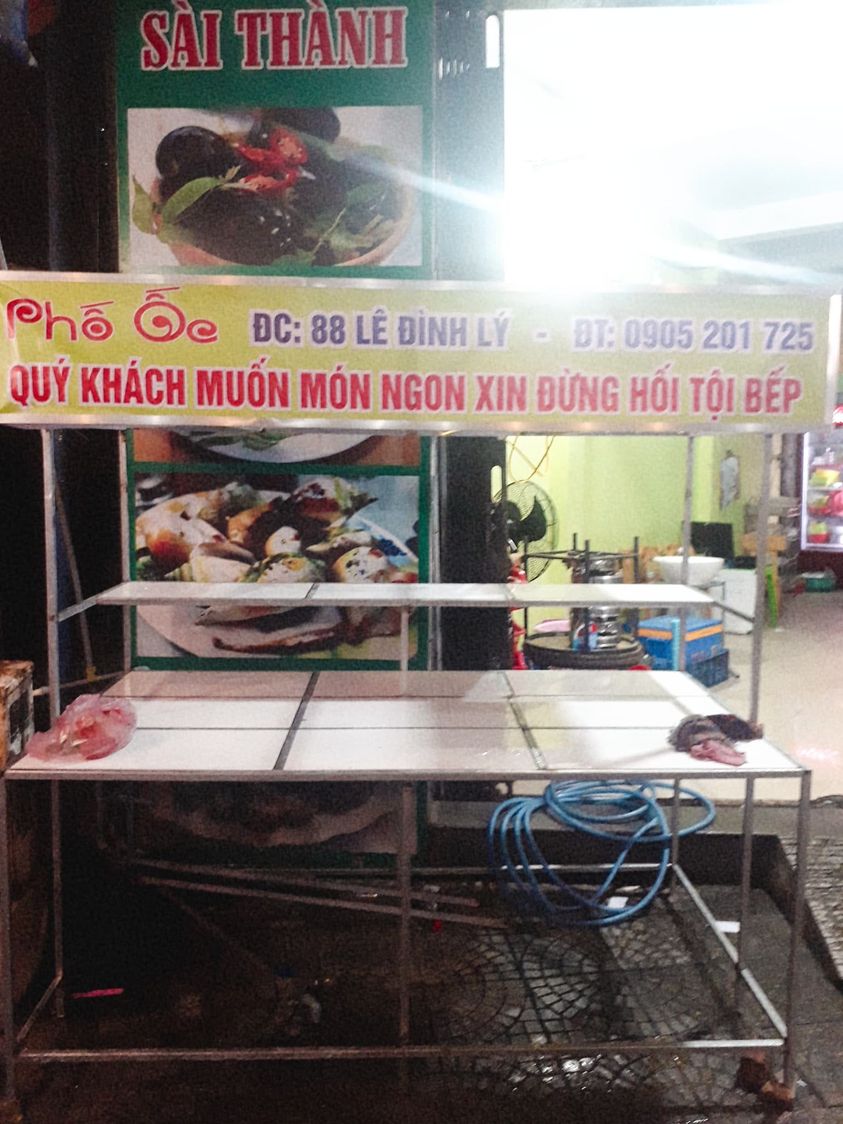 SÀI THÀNH
Phố Ốc ĐC: 88 LÊ ĐÌNH LÝ - ĐT: 0905 201 725
QUÝ KHÁCH MUỐN MÓN NGON XIN ĐỪNG HỐI TỘI BẾP